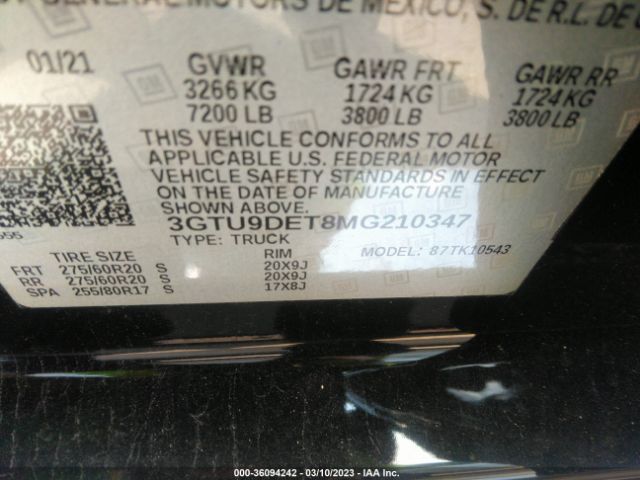 GENERAL MOTORS DE MEXICO, S. DE R.L. DE
01/21 GVWR GAWR FRT GAWR RR
3266 KG 1724 KG 1724 KG
7200 LB 3800 LB 3800 LB
THIS VEHICLE CONFORMS TO ALL
APPLICABLE U.S. FEDERAL MOTOR
VEHICLE SAFETY STANDARDS IN EFFECT
ON THE DATE OF MANUFACTURE
SHOWN ABOVE.
3GTU9DET8MG210347
TYPE: TRUCK MODEL: 87TK10543
TIRE SIZE RIM
FRT 275/60R20 S 20X9J
RR 275/60R20 S 20X9J
SPA 255/80R17 S 17X8J
000-36094242 - 03/10/2023 - IAA Inc.